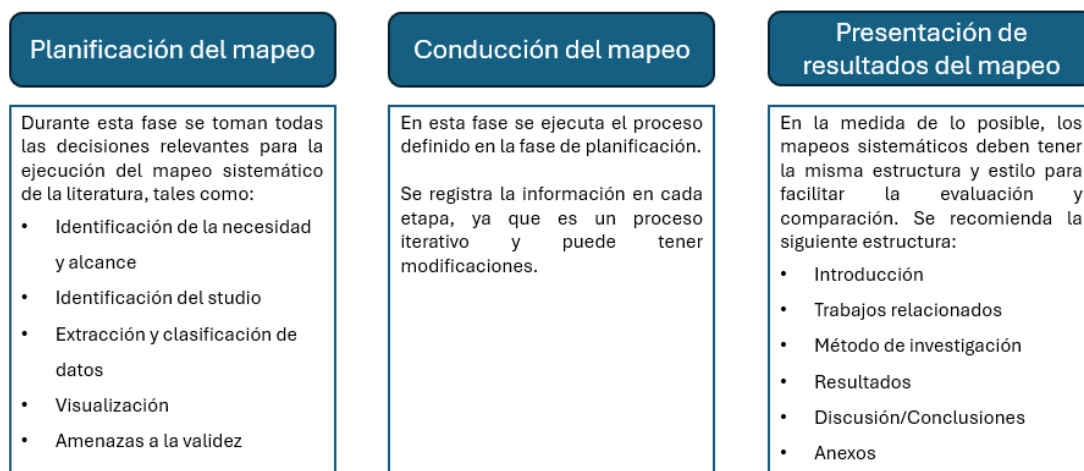 Planificación del mapeo
Durante esta fase se toman todas
las decisiones relevantes para la
ejecución del mapeo sistemático
de la literatura, tales como:
• Identificación de la necesidad
y alcance
• Identificación del studio
• Extracción y clasificación de
datos
• Visualización
• Amenazas a la validez
Conducción del mapeo
En esta fase se ejecuta el proceso
definido en la fase de planificación.
Se registra la información en cada
etapa, ya que es un proceso
iterativo y puede tener
modificaciones.
Presentación de
resultados del mapeo
En la medida de lo posible, los
mapeos sistemáticos deben tener
la misma estructura y estilo para
facilitar la evaluación y
comparación. Se recomienda la
siguiente estructura:
• Introducción
• Trabajos relacionados
• Método de investigación
• Resultados
• Discusión/Conclusiones
• Anexos